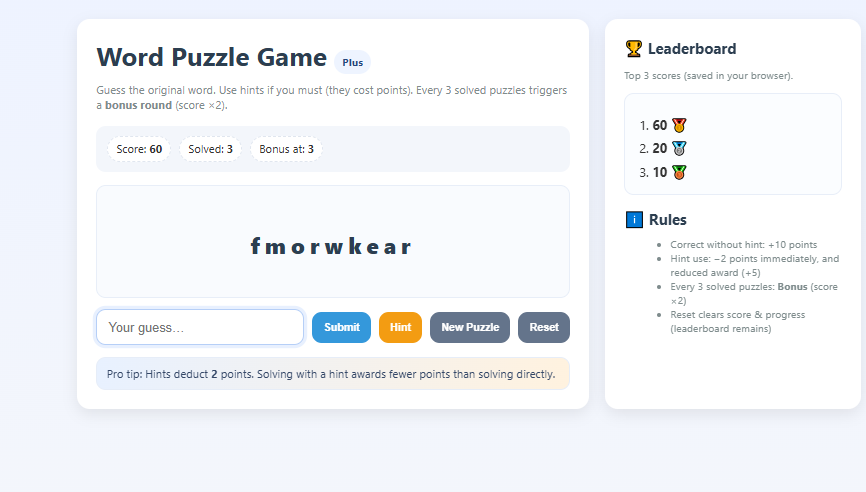 Word Puzzle Game Plus
Guess the original word. Use hints if you must (they cost points). Every 3 solved puzzles triggers
a bonus round (score ×2).
Score: 60 Solved: 3 Bonus at: 3
fmorwkear
Your guess...
Submit Hint New Puzzle Reset
Pro tip: Hints deduct 2 points. Solving with a hint awards fewer points than solving directly.
🏆 Leaderboard
Top 3 scores (saved in your browser).
1. 60 🏅
2. 20 🥈
3. 10 🥉
ℹ️ Rules
• Correct without hint: +10 points
• Hint use: −2 points immediately, and
reduced award (+5)
• Every 3 solved puzzles: Bonus (score
×2)
• Reset clears score & progress
(leaderboard remains)